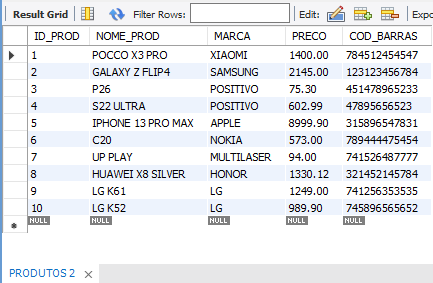 Result Grid Filter Rows: Edit: Expo
ID_PROD NOME_PROD MARCA PRECO COD_BARRAS
1 POCCO X3 PRO XIAOMI 1400.00 784512454547
2 GALAXY Z FLIP4 SAMSUNG 2145.00 123123456784
3 P26 POSITIVO 75.30 451478965233
4 S22 ULTRA POSITIVO 602.99 47895656523
5 IPHONE 13 PRO MAX APPLE 8999.90 315896547831
6 C20 NOKIA 573.00 789444475454
7 UP PLAY MULTILASER 94.00 741526487777
8 HUAWEI X8 SILVER HONOR 1330.12 321452145784
9 LG K61 LG 1249.00 741256353535
10 LG K52 LG 989.90 745896565652
NULL NULL NULL NULL NULL
PRODUTOS 2